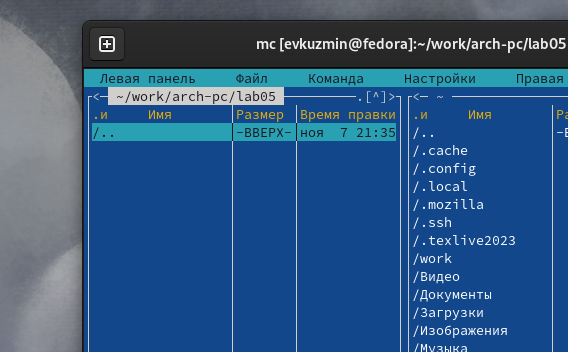 mc [evkuzmin@fedora]:~/work/arch-pc/lab05
Левая панель Файл Команда Настройки Правая
<— ~/work/arch-pc/lab05 .[^]>
.и Имя Размер Время правки
/.. -ВВЕРХ- ноя 7 21:35
<— ~
.и Имя
/..
/.cache
/.config
/.local
/.mozilla
/.ssh
/.texlive2023
/work
/Видео
/Документы
/Загрузки
/Изображения
/Музыка